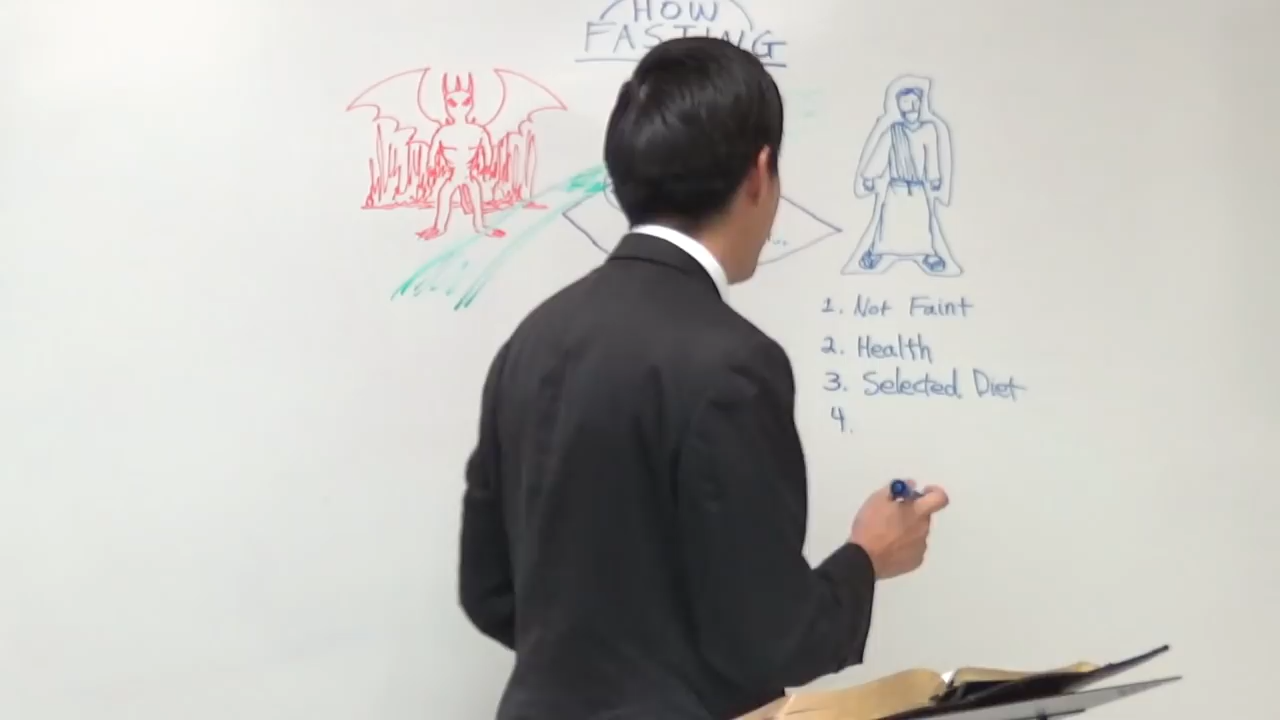 HOW
FASTING
1. Not Faint
2. Health
3. Selected Diet
4.